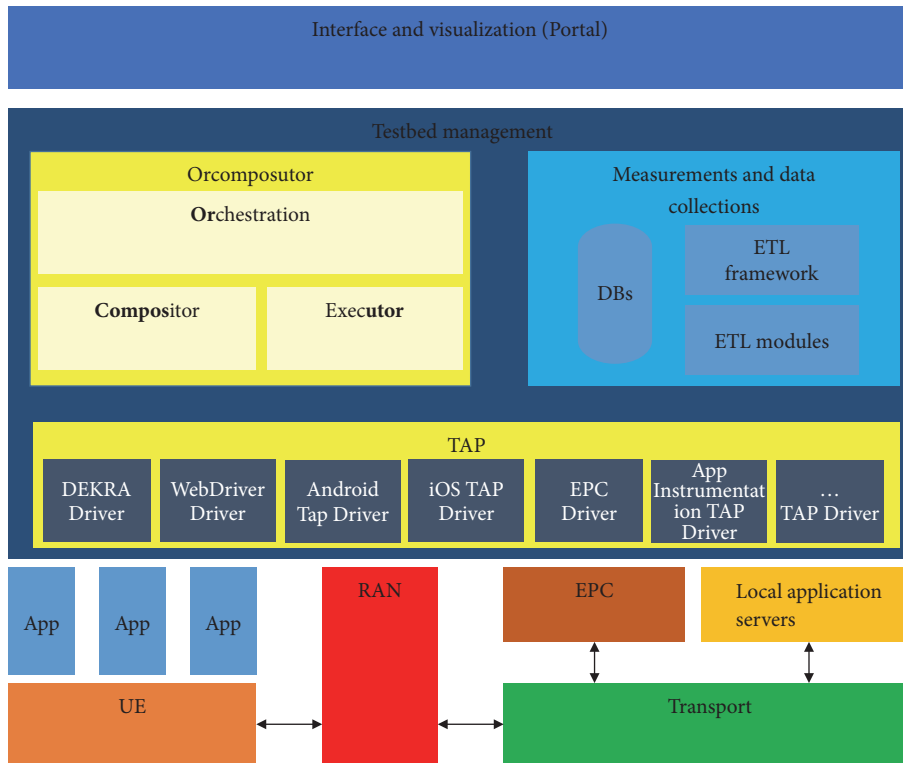 Interface and visualization (Portal)
Testbed management
Orcomposutor
Orchestration
Compositor
Executor
Measurements and data
collections
DBs
ETL
framework
ETL modules
TAP
DEKRA
Driver
WebDriver
Driver
Android
Tap Driver
iOS TAP
Driver
EPC
Driver
App
Instrumentat
ion TAP
Driver
...
TAP Driver
App
App
App
UE
RAN
EPC
Local application
servers
Transport